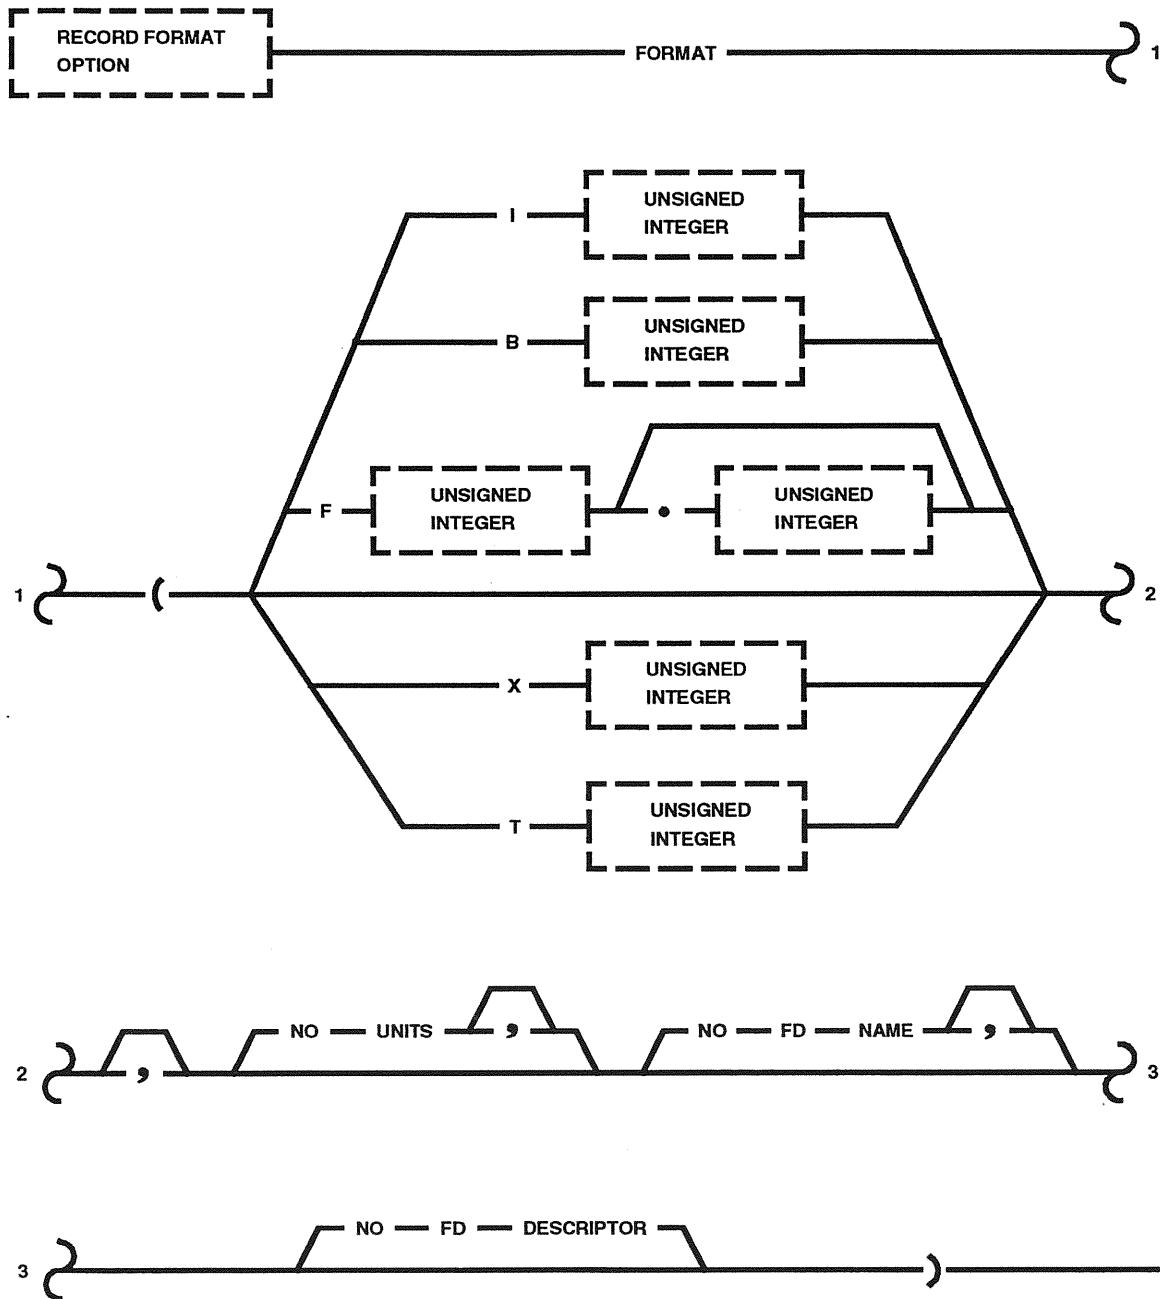 RECORD FORMAT
OPTION
FORMAT
1
I
UNSIGNED
INTEGER
B
UNSIGNED
INTEGER
F
UNSIGNED
INTEGER
.
UNSIGNED
INTEGER
1
(
2
X
UNSIGNED
INTEGER
T
UNSIGNED
INTEGER
2
,
NO UNITS ,
NO FD NAME ,
3
3
NO FD DESCRIPTOR
)